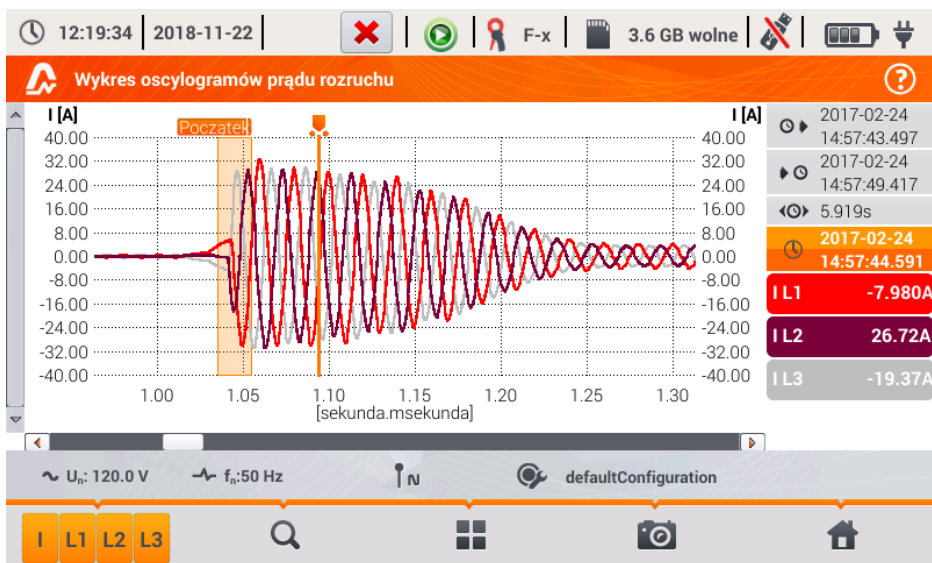 12:19:34 2018-11-22 F-x 3.6 GB wolne
Wykres oscylogramów prądu rozruchu ?
I [A] I [A]
Początek
40.00 40.00
32.00 32.00
24.00 24.00
16.00 16.00
8.00 8.00
0.00 0.00
-8.00 -8.00
-16.00 -16.00
-24.00 -24.00
-32.00 -32.00
-40.00 -40.00
1.00 1.05 1.10 1.15 1.20 1.25 1.30
[sekunda.msekunda]
2017-02-24
14:57:43.497
2017-02-24
14:57:49.417
5.919s
2017-02-24
14:57:44.591
I L1 -7.980A
I L2 26.72A
I L3 -19.37A
Un: 120.0 V fn:50 Hz N defaultConfiguration
I L1 L2 L3